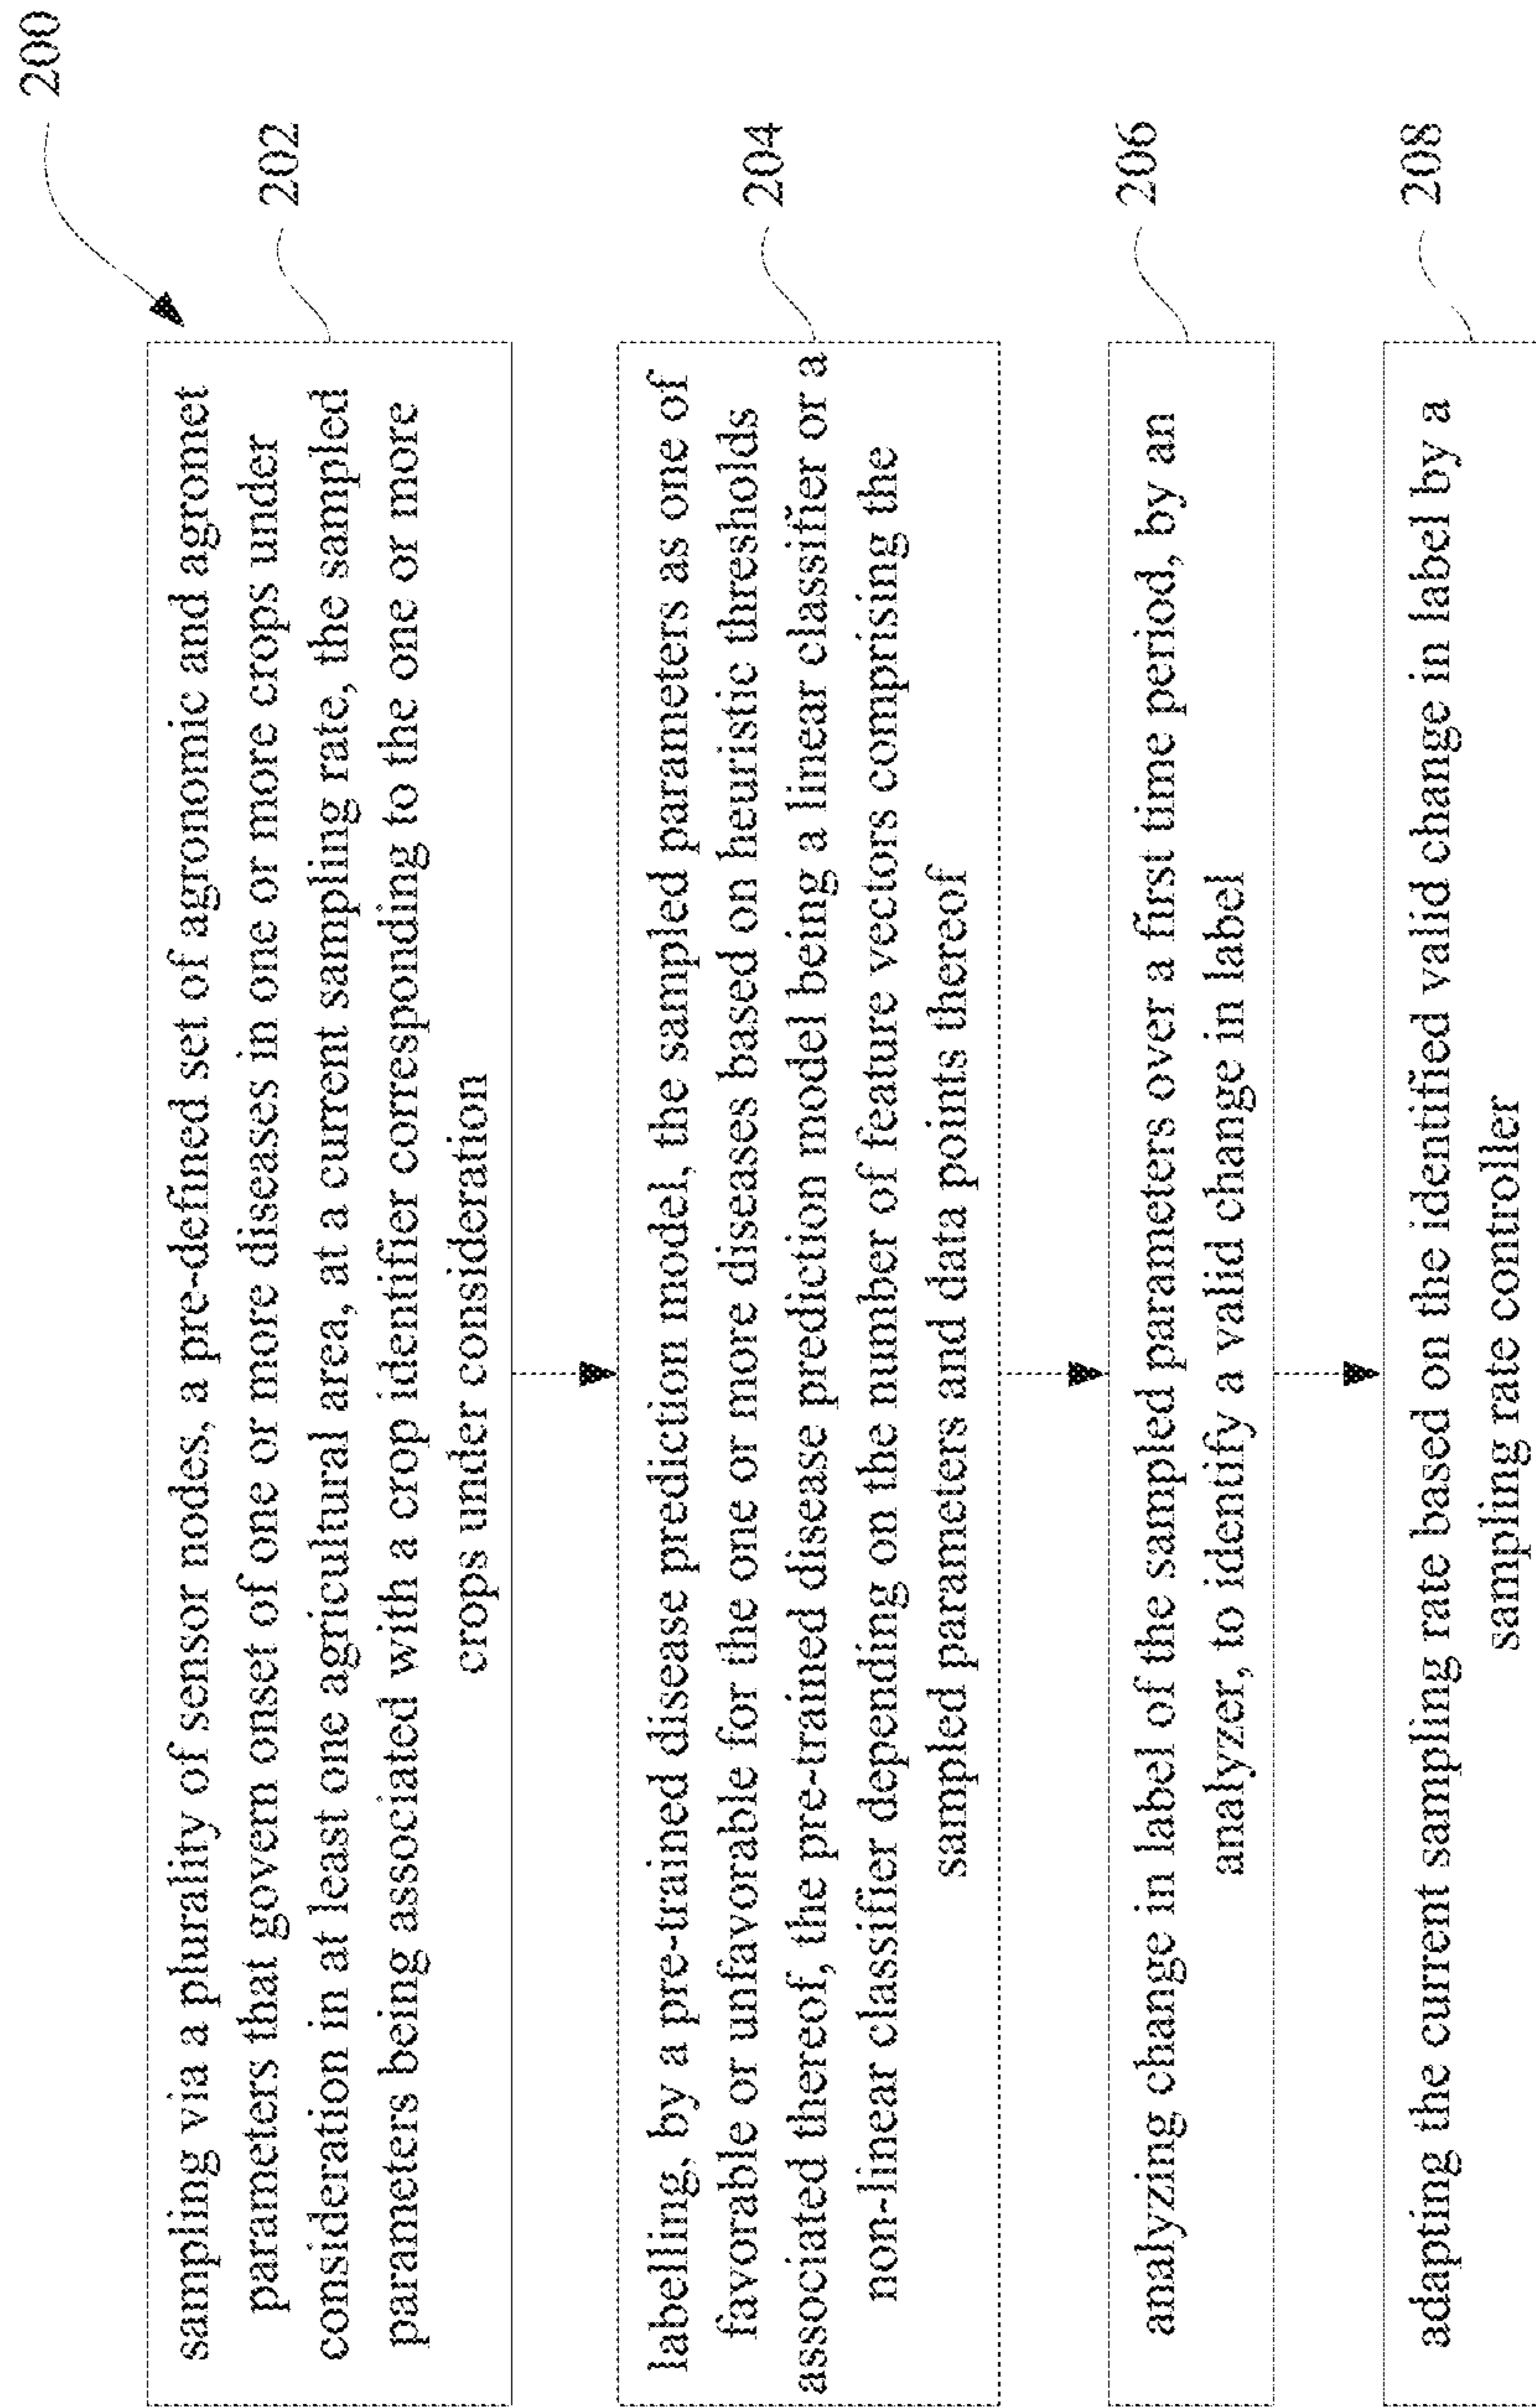 200
sampling via a plurality of sensor nodes, a pre-defined set of agronomic and agromet
parameters that govern onset of one or more diseases in one or more crops under
consideration in at least one agricultural area, at a current sampling rate, the sampled
parameters being associated with a crop identifier corresponding to the one or more
crops under consideration
202
labelling, by a pre-trained disease prediction model, the sampled parameters as one of
favorable or unfavorable for the one or more diseases based on heuristic thresholds
associated thereof, the pre-trained disease prediction model being a linear classifier or a
non-linear classifier depending on the number of feature vectors comprising the
sampled parameters and data points thereof
204
analyzing change in label of the sampled parameters over a first time period, by an
analyzer, to identify a valid change in label
206
adapting the current sampling rate based on the identified valid change in label by a
sampling rate controller
208